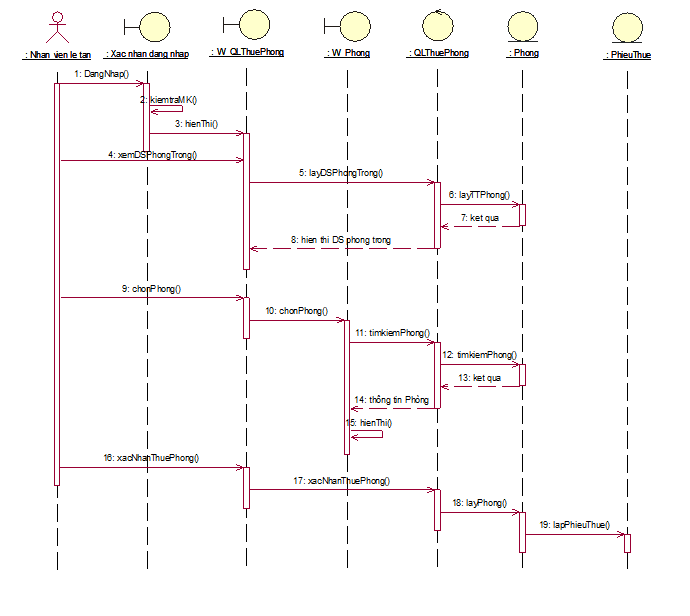 : Nhan vien le tan
: Xac nhan dang nhap
: W_QLThuePhong
: W_Phong
: QLThuePhong
: Phong
: PhieuThue
1: DangNhap()
2: kiemtraMK()
3: hienThi()
4: xemDSPhongTrong()
5: layDSPhongTrong()
6: layTTPhong()
7: ket qua
8: hien thi DS phong trong
9: chonPhong()
10: chonPhong()
11: timkiemPhong()
12: timkiemPhong()
13: ket qua
14: thông tin Phòng
15: hienThi()
16: xacNhanThuePhong()
17: xacNhanThuePhong()
18: layPhong()
19: lapPhieuThue()